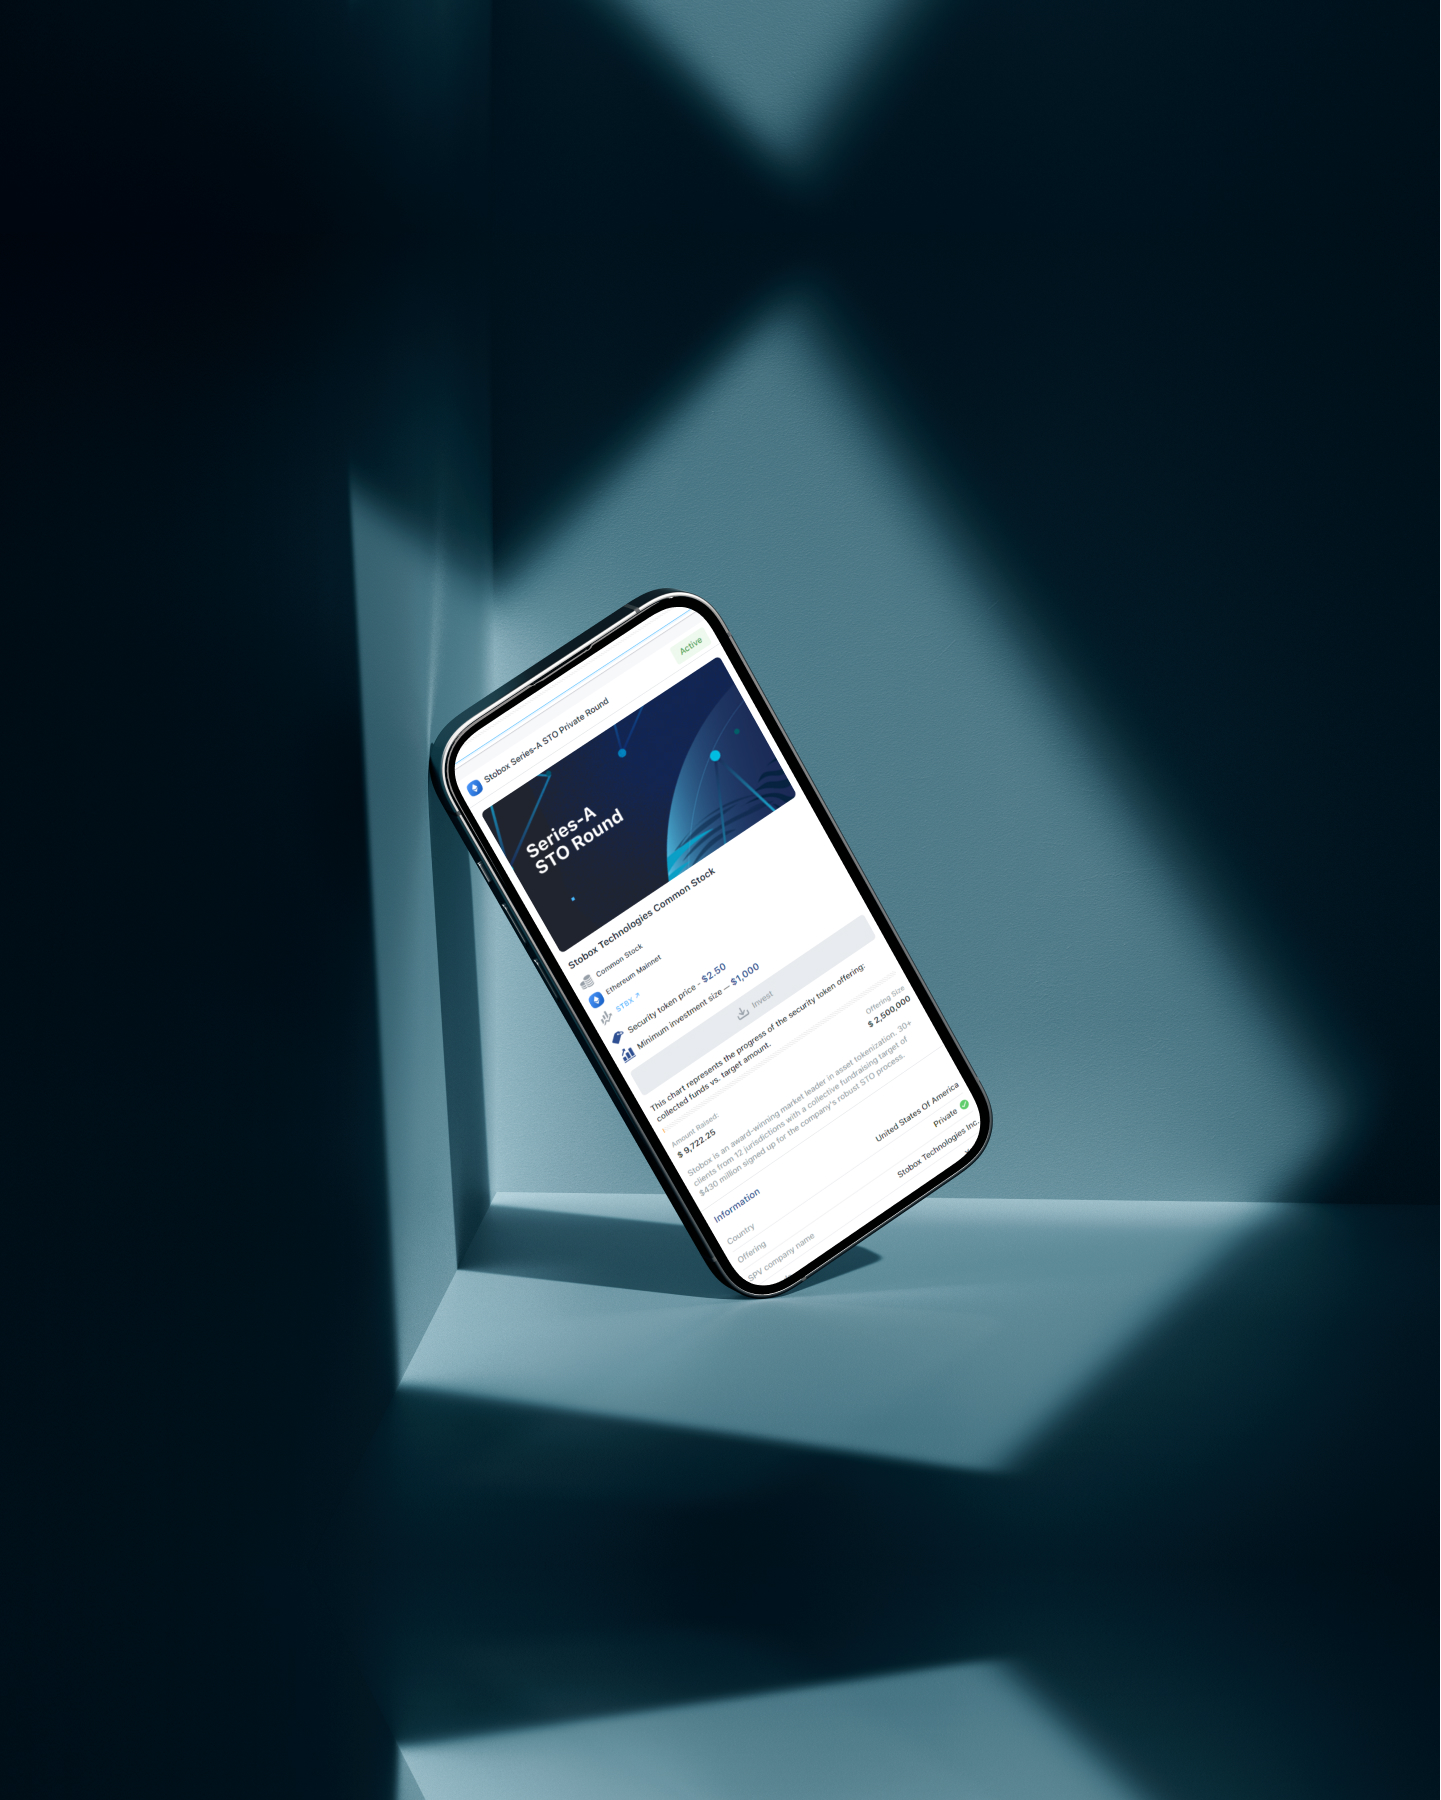 Active
Stobox Series-A STO Private Round
Series-A
STO Round
Stobox Technologies Common Stock
Common Stock
Ethereum Mainnet
STBX
Security token price - $2.50
Minimum investment size — $1,000
Invest
This chart represents the progress of the security token offering:
collected funds vs. target amount.
Amount Raised: Offering Size
$ 9,722.25 $ 2,500,000
Stobox is an award-winning market leader in asset tokenization. 30+
clients from 12 jurisdictions with a collective fundraising target of
$430 million signed up for the company's robust STO process.
Information
Country United States Of America
Offering Private
SPV company name Stobox Technologies Inc.